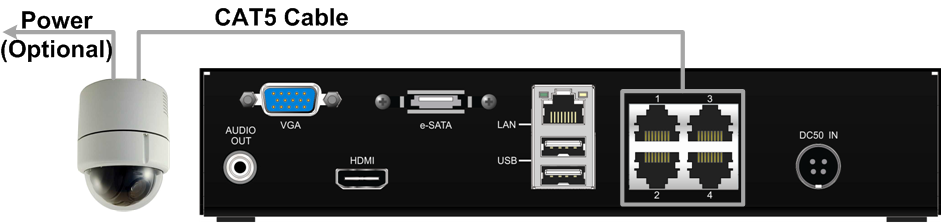 Power
(Optional)
CAT5 Cable
1 3
VGA
e-SATA
LAN
AUDIO
OUT
DC50 IN
HDMI
USB
2 4